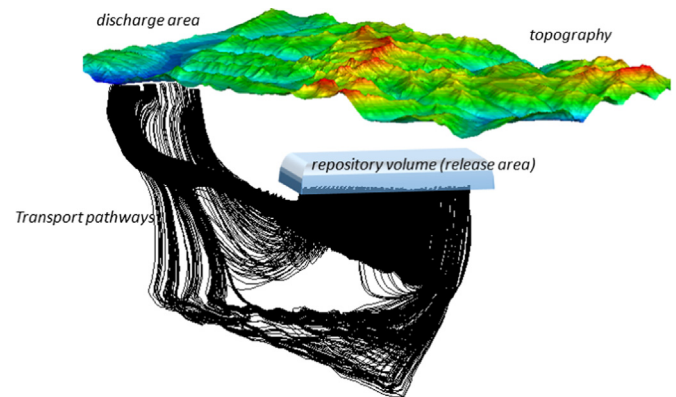 discharge area
topography
repository volume (release area)
Transport pathways